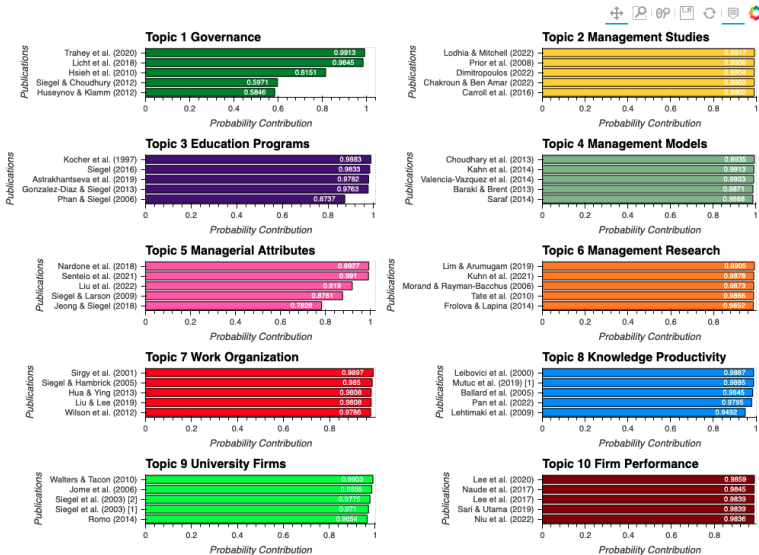 Topic 1 Governance
Publications
Trahey et al. (2020) 0.9913
Licht et al. (2018) 0.9845
Hsieh et al. (2010) 0.8151
Siegel & Choudhury (2012) 0.5971
Huseynov & Klamm (2012) 0.5846
0 0.2 0.4 0.6 0.8 1
Probability Contribution
Topic 2 Management Studies
Publications
Lodhia & Mitchell (2022)
Prior et al. (2008)
Dimitropoulos (2022)
Chakroun & Ben Amar (2022)
Carroll et al. (2016)
0 0.2 0.4 0.6 0.8
Probability Contribution
Topic 3 Education Programs
Publications
Kocher et al. (1997) 0.9883
Siegel (2016) 0.9833
Astrakhantseva et al. (2019) 0.9782
Gonzalez-Diaz & Siegel (2013) 0.9763
Phan & Siegel (2006) 0.8737
0 0.2 0.4 0.6 0.8 1
Probability Contribution
Topic 4 Management Models
Publications
Choudhary et al. (2013) 0.9935
Kahn et al. (2014) 0.9913
Valencia-Vazquez et al. (2014) 0.9903
Baraki & Brent (2013) 0.9871
Saraf (2014) 0.9868
0 0.2 0.4 0.6 0.8
Probability Contribution
Topic 5 Managerial Attributes
Publications
Nardone et al. (2018) 0.9927
Senteio et al. (2021) 0.991
Liu et al. (2022) 0.919
Siegel & Larson (2009) 0.8761
Jeong & Siegel (2018) 0.7828
0 0.2 0.4 0.6 0.8 1
Probability Contribution
Topic 6 Management Research
Publications
Lim & Arumugam (2019) 0.9905
Kuhn et al. (2021) 0.9878
Morand & Rayman-Bacchus (2006) 0.9873
Tate et al. (2010) 0.9866
Frolova & Lapina (2014) 0.9852
0 0.2 0.4 0.6 0.8
Probability Contribution
Topic 7 Work Organization
Publications
Sirgy et al. (2001) 0.9897
Siegel & Hambrick (2005) 0.985
Hua & Ying (2013) 0.9808
Liu & Lee (2019) 0.9808
Wilson et al. (2012) 0.9786
0 0.2 0.4 0.6 0.8 1
Probability Contribution
Topic 8 Knowledge Productivity
Publications
Leibovici et al. (2000) 0.9887
Mutuc et al. (2019) [1] 0.9885
Ballard et al. (2005) 0.9845
Pan et al. (2022) 0.9795
Lehtimaki et al. (2009) 0.9492
0 0.2 0.4 0.6 0.8
Probability Contribution
Topic 9 University Firms
Publications
Walters & Tacon (2010) 0.9903
Jome et al. (2006)
Siegel et al. (2003) [2] 0.9775
Siegel et al. (2003) [1] 0.971
Romo (2014) 0.9654
0 0.2 0.4 0.6 0.8 1
Probability Contribution
Topic 10 Firm Performance
Publications
Lee et al. (2020) 0.9859
Naude et al. (2017) 0.9845
Lee et al. (2017) 0.9839
Sari & Utama (2019) 0.9839
Niu et al. (2022) 0.9836
0 0.2 0.4 0.6 0.8
Probability Contribution